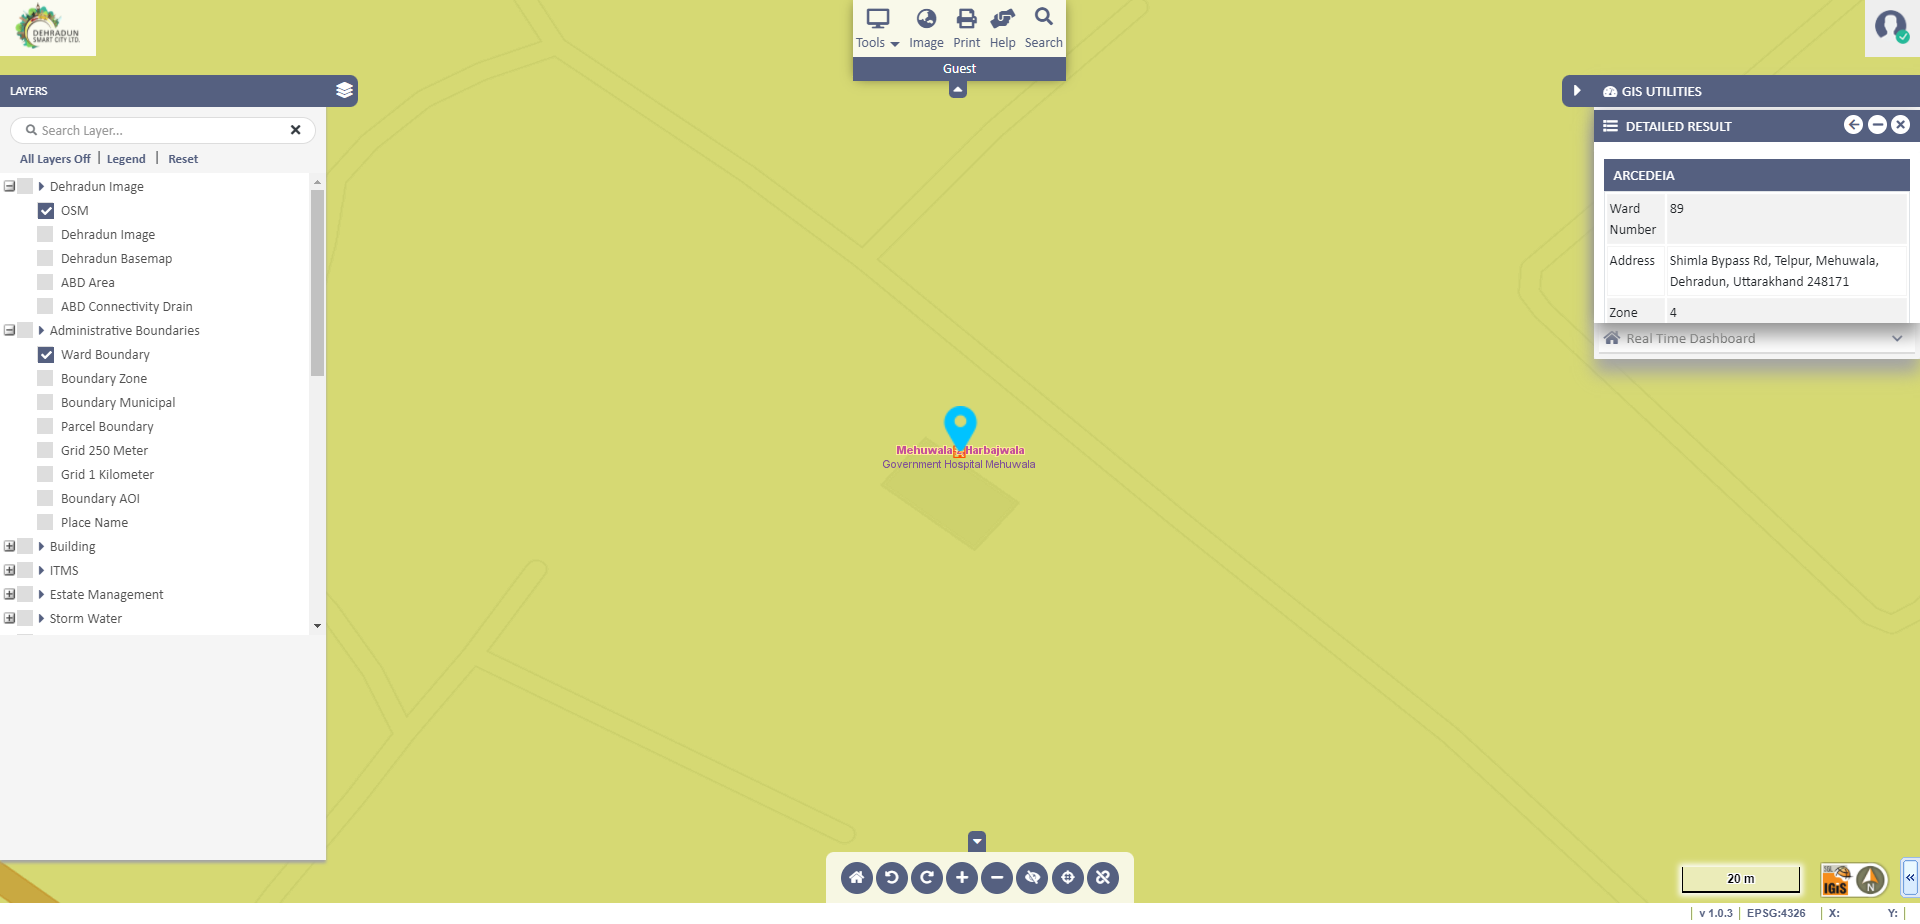 DEHRADUN
SMART CITY LTD.
Tools
Image
Print
Help
Search
Guest
LAYERS
Search Layer...
All Layers Off | Legend | Reset
Dehradun Image
OSM
Dehradun Image
Dehradun Basemap
ABD Area
ABD Connectivity Drain
Administrative Boundaries
Ward Boundary
Boundary Zone
Boundary Municipal
Parcel Boundary
Grid 250 Meter
Grid 1 Kilometer
Boundary AOI
Place Name
Building
ITMS
Estate Management
Storm Water
Mehuwala
Harbajwala
Government Hospital Mehuwala
GIS UTILITIES
DETAILED RESULT
ARCEDEIA
Ward Number 89
Address Shimla Bypass Rd, Telpur, Mehuwala,
Dehradun, Uttarakhand 248171
Zone 4
Real Time Dashboard
20 m
IGiS
N
v 1.0.3 | EPSG:4326 | X: Y: